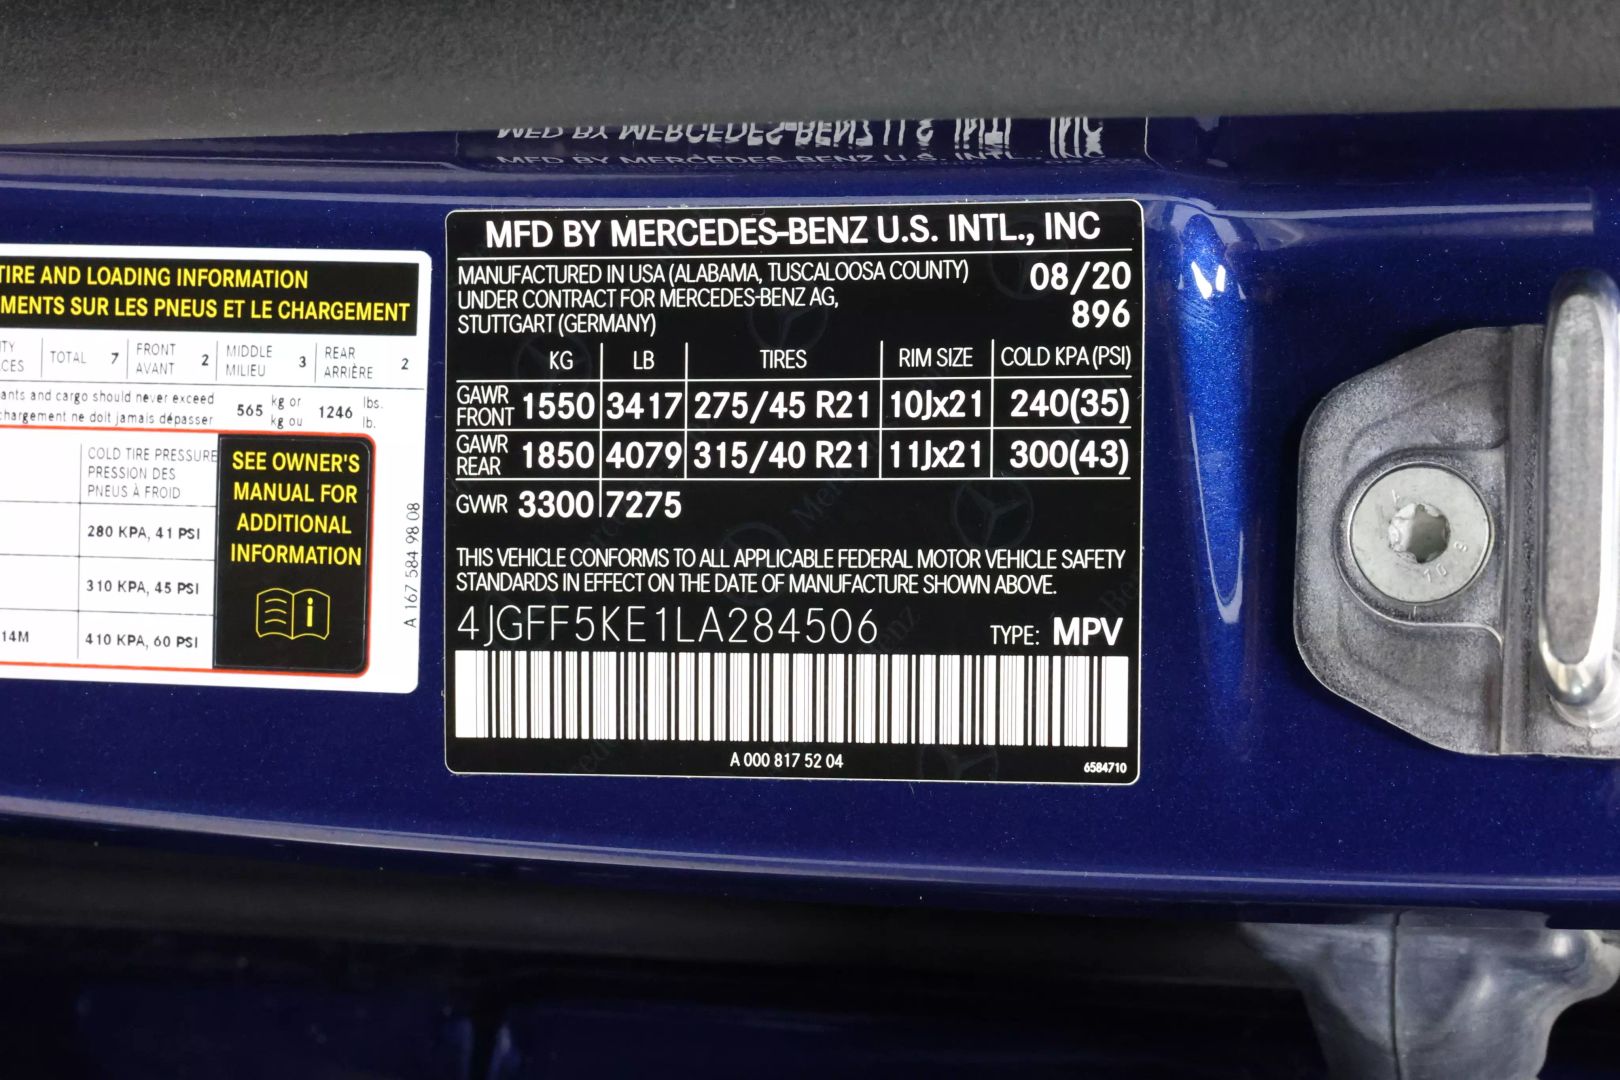 MFD BY MERCEDES-BENZ U.S. INTL., INC
MANUFACTURED IN USA (ALABAMA, TUSCALOOSA COUNTY) 08/20
UNDER CONTRACT FOR MERCEDES-BENZ AG, 896
STUTTGART (GERMANY)
KG LB TIRES RIM SIZE COLD KPA (PSI)
GAWR FRONT 1550 3417 275/45 R21 10Jx21 240(35)
GAWR REAR 1850 4079 315/40 R21 11Jx21 300(43)
GVWR 3300 7275
THIS VEHICLE CONFORMS TO ALL APPLICABLE FEDERAL MOTOR VEHICLE SAFETY
STANDARDS IN EFFECT ON THE DATE OF MANUFACTURE SHOWN ABOVE.
4JGFF5KE1LA284506 TYPE: MPV
A 000 817 52 04
6584710
TIRE AND LOADING INFORMATION
MENTS SUR LES PNEUS ET LE CHARGEMENT
TOTAL 7 FRONT AVANT 2 MIDDLE MILIEU 3 REAR ARRIÈRE 2
ants and cargo should never exceed 565 kg or 1246 lbs.
chargement ne doit jamais dépasser kg ou lb.
COLD TIRE PRESSURE
PRESSION DES
PNEUS À FROID
280 KPA, 41 PSI
310 KPA, 45 PSI
14M 410 KPA, 60 PSI
SEE OWNER'S
MANUAL FOR
ADDITIONAL
INFORMATION
i
A 167 584 98 08